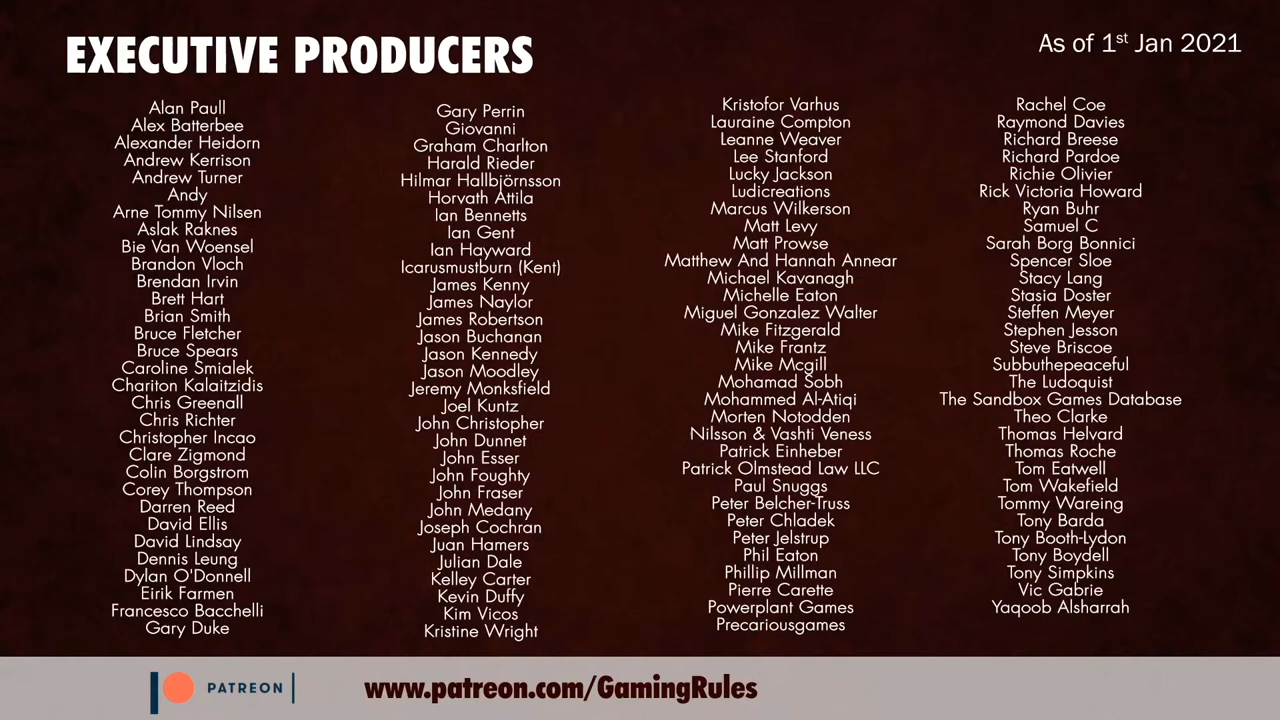 EXECUTIVE PRODUCERS
As of 1st Jan 2021
Alan Paull
Alex Batterbee
Alexander Heidorn
Andrew Kerrison
Andrew Turner
Andy
Arne Tommy Nilsen
Aslak Raknes
Bie Van Woensel
Brandon Vloch
Brendan Irvin
Brett Hart
Brian Smith
Bruce Fletcher
Bruce Spears
Caroline Smialek
Chariton Kalaitzidis
Chris Greenall
Chris Richter
Christopher Incao
Clare Zigmond
Colin Borgstrom
Corey Thompson
Darren Reed
David Ellis
David Lindsay
Dennis Leung
Dylan O'Donnell
Eirik Farmen
Francesco Bacchelli
Gary Duke
Gary Perrin
Giovanni
Graham Charlton
Harald Rieder
Hilmar Hallbjörnsson
Horvath Attila
Ian Bennetts
Ian Gent
Ian Hayward
Icarusmustburn (Kent)
James Kenny
James Naylor
James Robertson
Jason Buchanan
Jason Kennedy
Jason Moodley
Jeremy Monksfield
Joel Kuntz
John Christopher
John Dunnet
John Esser
John Foughty
John Fraser
John Medany
Joseph Cochran
Juan Hamers
Julian Dale
Kelley Carter
Kevin Duffy
Kim Vicos
Kristine Wright
Kristofor Varhus
Lauraine Compton
Leanne Weaver
Lee Stanford
Lucky Jackson
Ludicreations
Marcus Wilkerson
Matt Levy
Matt Prowse
Matthew And Hannah Annear
Michael Kavanagh
Michelle Eaton
Miguel Gonzalez Walter
Mike Fitzgerald
Mike Frantz
Mike Mcgill
Mohamad Sobh
Mohammed Al-Atiqi
Morten Notodden
Nilsson & Vashti Veness
Patrick Einheber
Patrick Olmstead Law LLC
Paul Snuggs
Peter Belcher-Truss
Peter Chladek
Peter Jelstrup
Phil Eaton
Phillip Millman
Pierre Carette
Powerplant Games
Precariousgames
Rachel Coe
Raymond Davies
Richard Breese
Richard Pardoe
Richie Olivier
Rick Victoria Howard
Ryan Buhr
Samuel C
Sarah Borg Bonnici
Spencer Sloe
Stacy Lang
Stasia Doster
Steffen Meyer
Stephen Jesson
Steve Briscoe
Subbuthepeaceful
The Ludoquist
The Sandbox Games Database
Theo Clarke
Thomas Helvard
Thomas Roche
Tom Eatwell
Tom Wakefield
Tommy Wareing
Tony Barda
Tony Booth-Lydon
Tony Boydell
Tony Simpkins
Vic Gabrie
Yaqoob Alsharrah
PATREON
www.patreon.com/GamingRules